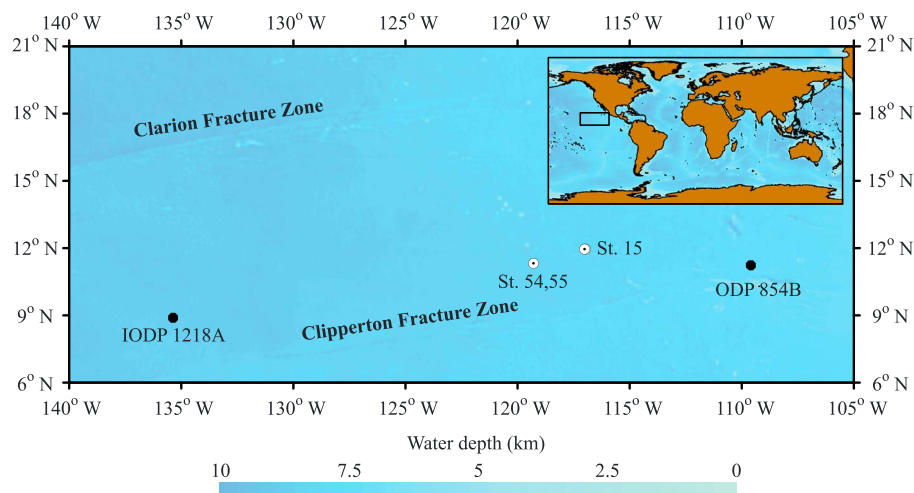 140° W 135° W 130° W 125° W 120° W 115° W 110° W 105° W
21° N 21° N
Clarion Fracture Zone
18° N 18° N
15° N 15° N
12° N St. 15 12° N
St. 54,55 ODP 854B
9° N Clipperton Fracture Zone 9° N
IODP 1218A
6° N 6° N
140° W 135° W 130° W 125° W 120° W 115° W 110° W 105° W
Water depth (km)
10 7.5 5 2.5 0